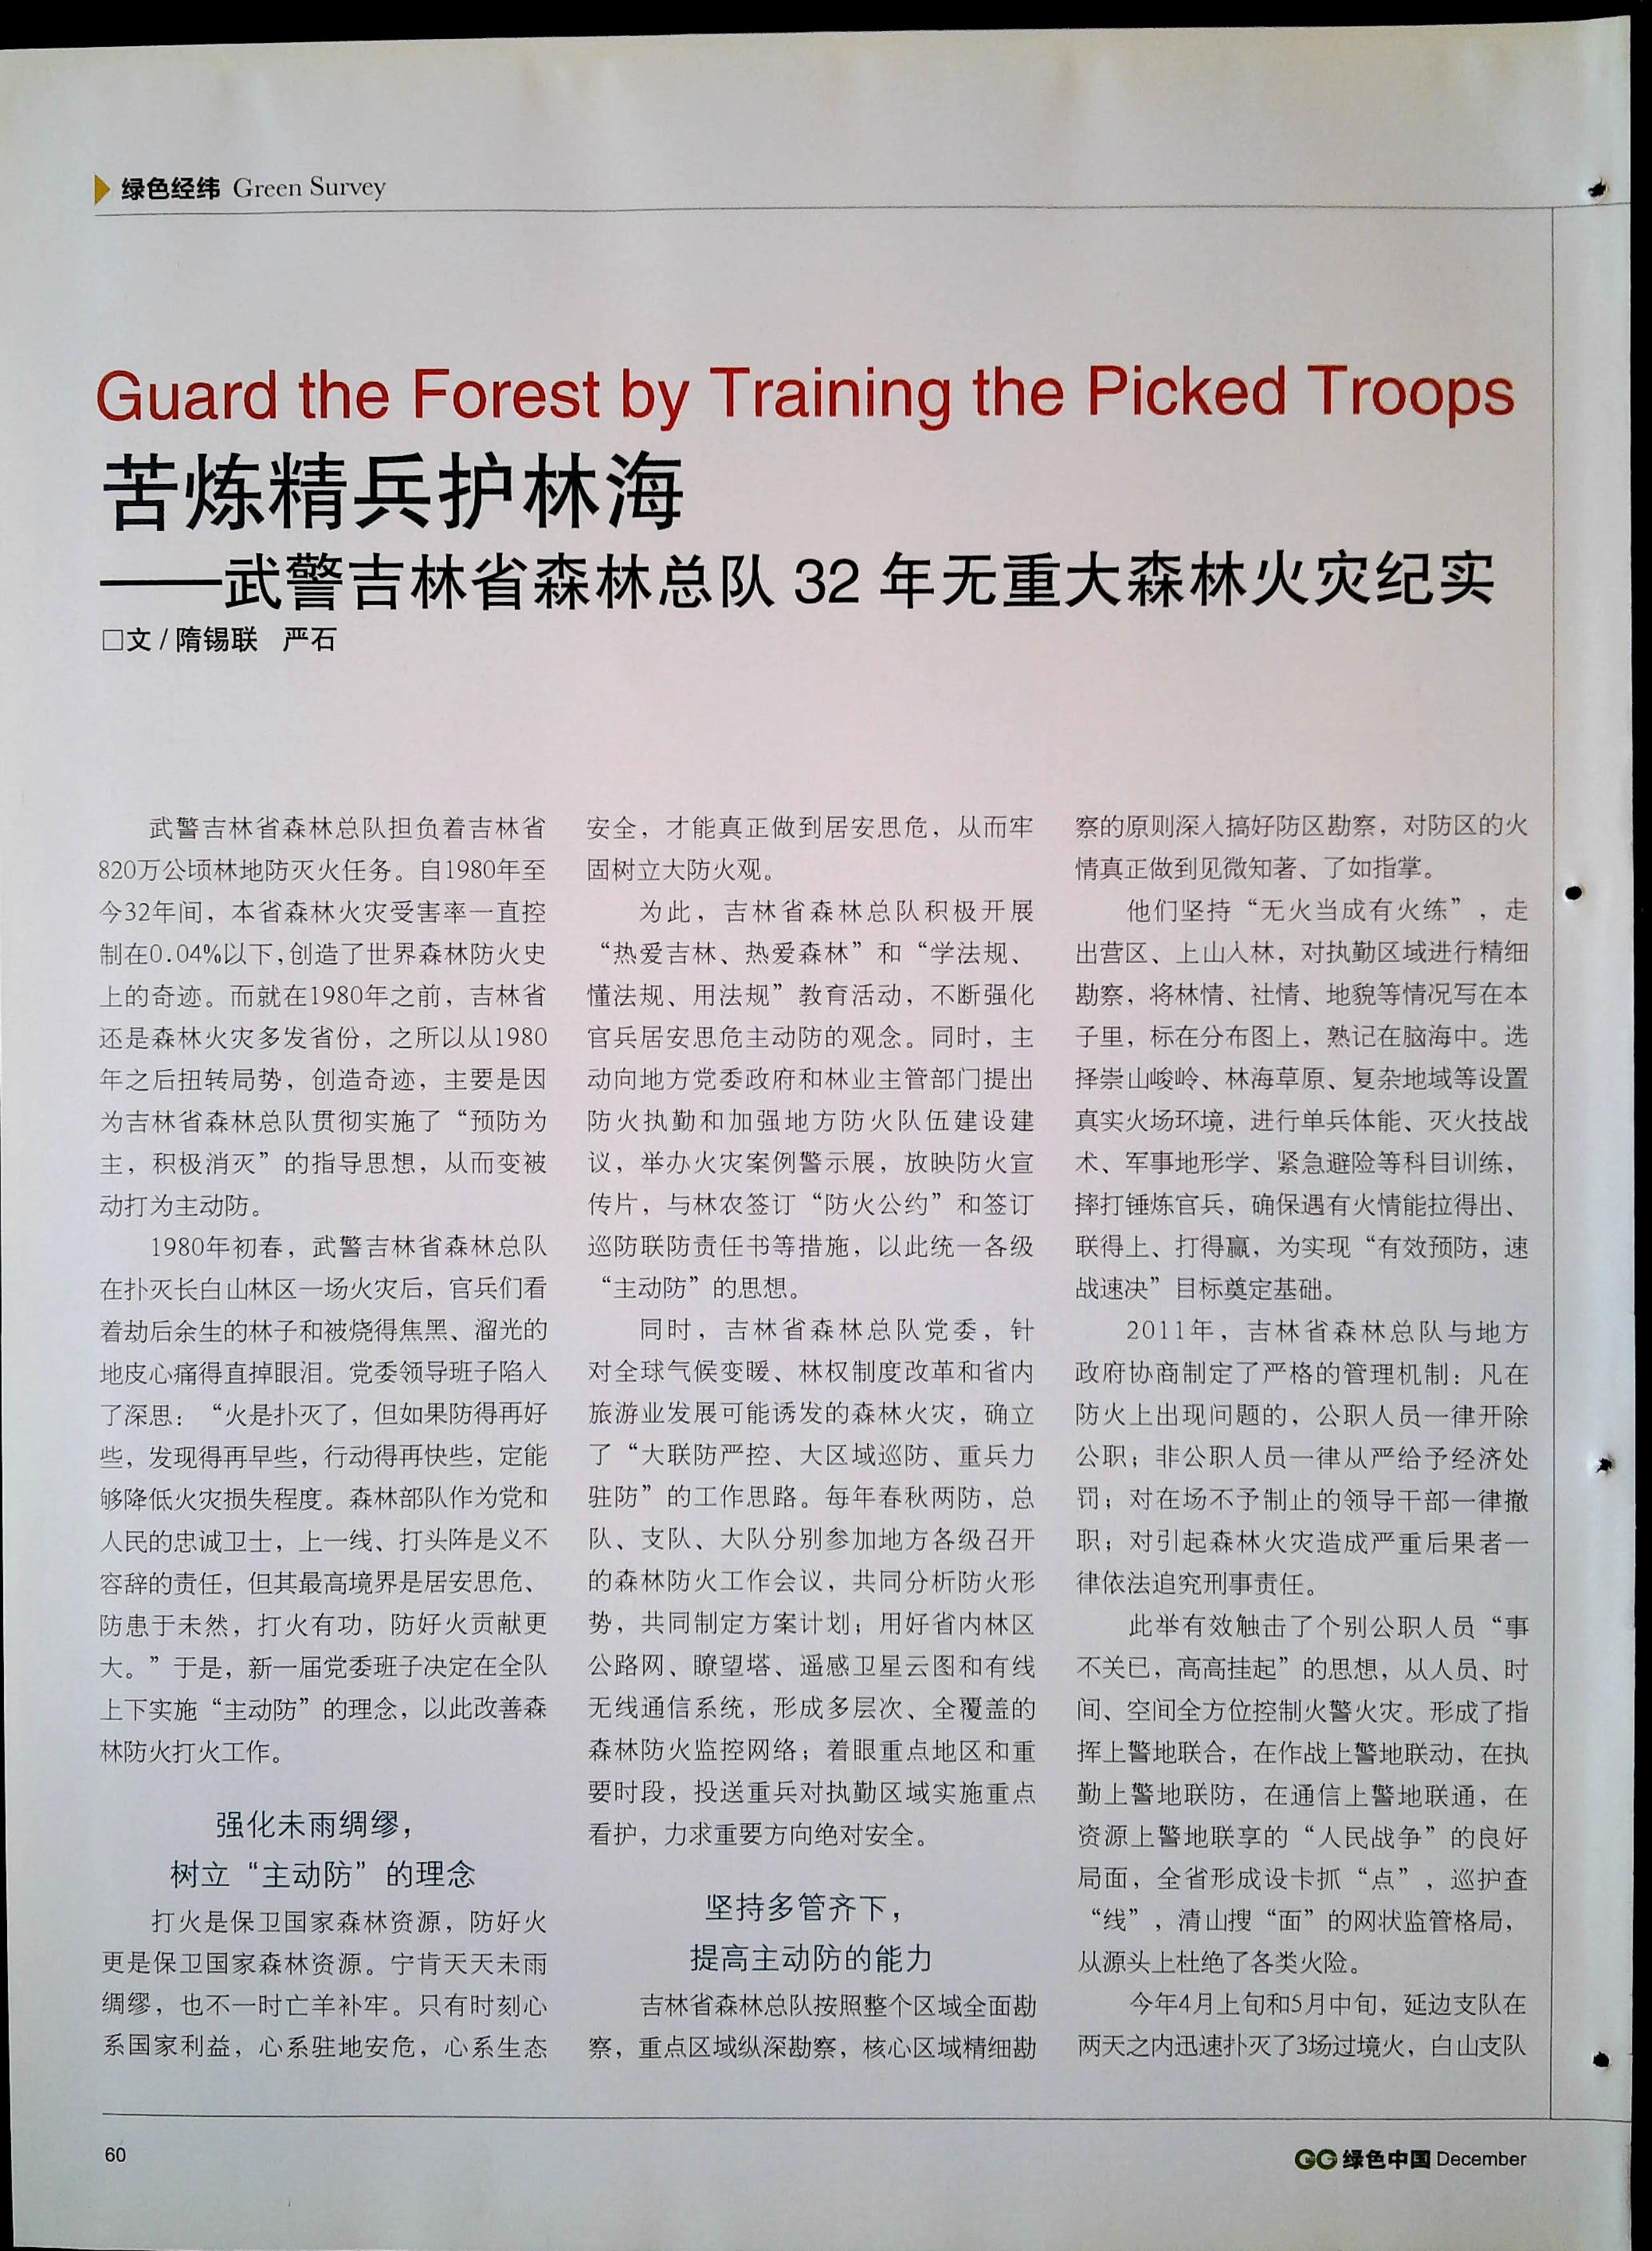 绿色经纬 Green Survey
Guard the Forest by Training the Picked Troops
苦炼精兵护林海
——武警吉林省森林总队 32 年无重大森林火灾纪实
□文 / 隋锡联　严石
武警吉林省森林总队担负着吉林省
820万公顷林地防灭火任务。自1980年至
今32年间，本省森林火灾受害率一直控
制在0.04%以下,创造了世界森林防火史
上的奇迹。而就在1980年之前，吉林省
还是森林火灾多发省份，之所以从1980
年之后扭转局势，创造奇迹，主要是因
为吉林省森林总队贯彻实施了“预防为
主，积极消灭”的指导思想，从而变被
动打为主动防。
1980年初春，武警吉林省森林总队
在扑灭长白山林区一场火灾后，官兵们看
着劫后余生的林子和被烧得焦黑、溜光的
地皮心痛得直掉眼泪。党委领导班子陷入
了深思：“火是扑灭了，但如果防得再好
些，发现得再早些，行动得再快些，定能
够降低火灾损失程度。森林部队作为党和
人民的忠诚卫士，上一线、打头阵是义不
容辞的责任，但其最高境界是居安思危、
防患于未然，打火有功，防好火贡献更
大。”于是，新一届党委班子决定在全队
上下实施“主动防”的理念，以此改善森
林防火打火工作。
强化未雨绸缪，
树立“主动防”的理念
打火是保卫国家森林资源，防好火
更是保卫国家森林资源。宁肯天天未雨
绸缪，也不一时亡羊补牢。只有时刻心
系国家利益，心系驻地安危，心系生态
安全，才能真正做到居安思危，从而牢
固树立大防火观。
为此，吉林省森林总队积极开展
“热爱吉林、热爱森林”和“学法规、
懂法规、用法规”教育活动，不断强化
官兵居安思危主动防的观念。同时，主
动向地方党委政府和林业主管部门提出
防火执勤和加强地方防火队伍建设建
议，举办火灾案例警示展，放映防火宣
传片，与林农签订“防火公约”和签订
巡防联防责任书等措施，以此统一各级
“主动防”的思想。
同时，吉林省森林总队党委，针
对全球气候变暖、林权制度改革和省内
旅游业发展可能诱发的森林火灾，确立
了“大联防严控、大区域巡防、重兵力
驻防”的工作思路。每年春秋两防，总
队、支队、大队分别参加地方各级召开
的森林防火工作会议，共同分析防火形
势，共同制定方案计划；用好省内林区
公路网、瞭望塔、遥感卫星云图和有线
无线通信系统，形成多层次、全覆盖的
森林防火监控网络；着眼重点地区和重
要时段，投送重兵对执勤区域实施重点
看护，力求重要方向绝对安全。
坚持多管齐下，
提高主动防的能力
吉林省森林总队按照整个区域全面勘
察，重点区域纵深勘察，核心区域精细勘
察的原则深入搞好防区勘察，对防区的火
情真正做到见微知著、了如指掌。
他们坚持“无火当成有火练”，走
出营区、上山入林，对执勤区域进行精细
勘察，将林情、社情、地貌等情况写在本
子里，标在分布图上，熟记在脑海中。选
择崇山峻岭、林海草原、复杂地域等设置
真实火场环境，进行单兵体能、灭火技战
术、军事地形学、紧急避险等科目训练，
摔打锤炼官兵，确保遇有火情能拉得出、
联得上、打得赢，为实现“有效预防，速
战速决”目标奠定基础。
2011年，吉林省森林总队与地方
政府协商制定了严格的管理机制：凡在
防火上出现问题的，公职人员一律开除
公职；非公职人员一律从严给予经济处
罚；对在场不予制止的领导干部一律撤
职；对引起森林火灾造成严重后果者一
律依法追究刑事责任。
此举有效触击了个别公职人员“事
不关已，高高挂起”的思想，从人员、时
间、空间全方位控制火警火灾。形成了指
挥上警地联合，在作战上警地联动，在执
勤上警地联防，在通信上警地联通，在
资源上警地联享的“人民战争”的良好
局面，全省形成设卡抓“点”，巡护查
“线”，清山搜“面”的网状监管格局，
从源头上杜绝了各类火险。
今年4月上旬和5月中旬，延边支队在
两天之内迅速扑灭了3场过境火，白山支队
60
GG 绿色中国 December